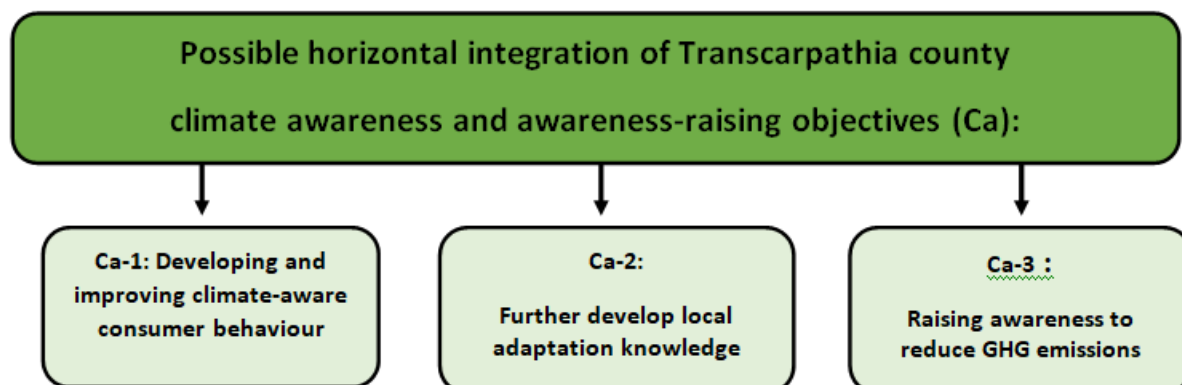 Possible horizontal integration of Transcarpathia county
climate awareness and awareness-raising objectives (Ca):
Ca-1: Developing and
improving climate-aware
consumer behaviour
Ca-2:
Further develop local
adaptation knowledge
Ca-3 :
Raising awareness to
reduce GHG emissions